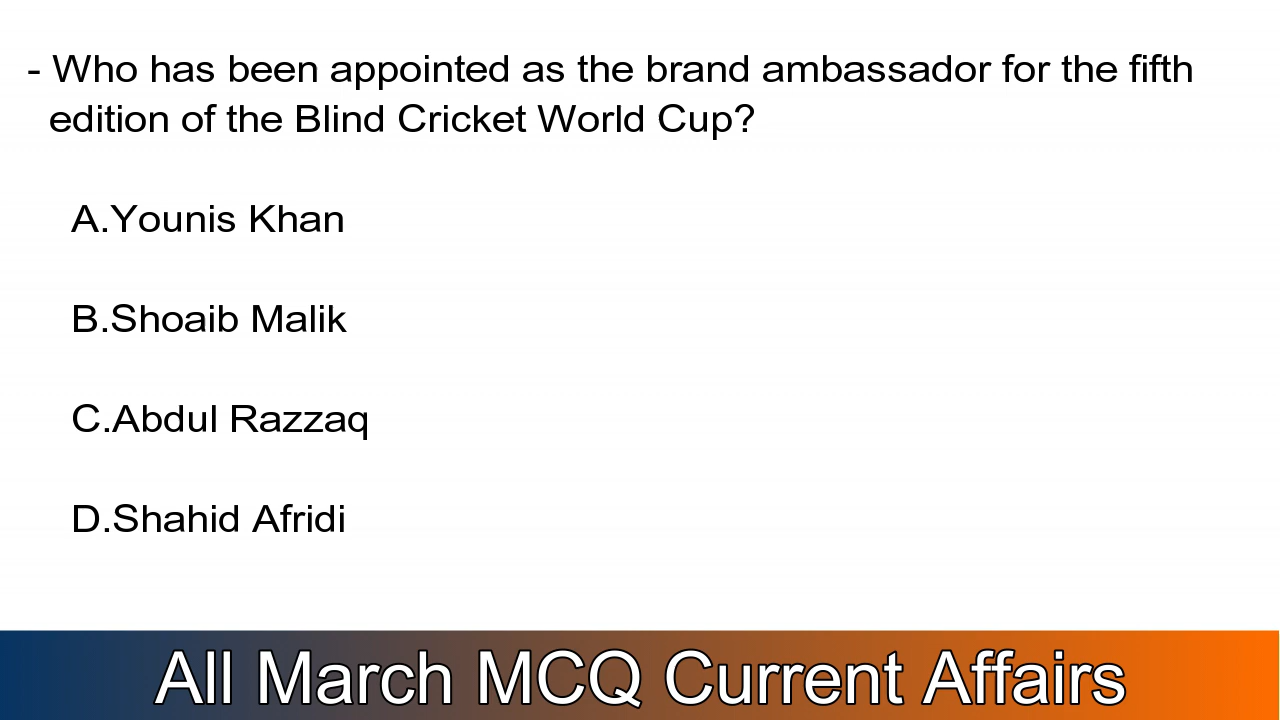 - Who has been appointed as the brand ambassador for the fifth
edition of the Blind Cricket World Cup?
A.Younis Khan
B.Shoaib Malik
C.Abdul Razzaq
D.Shahid Afridi
All March MCQ Current Affairs